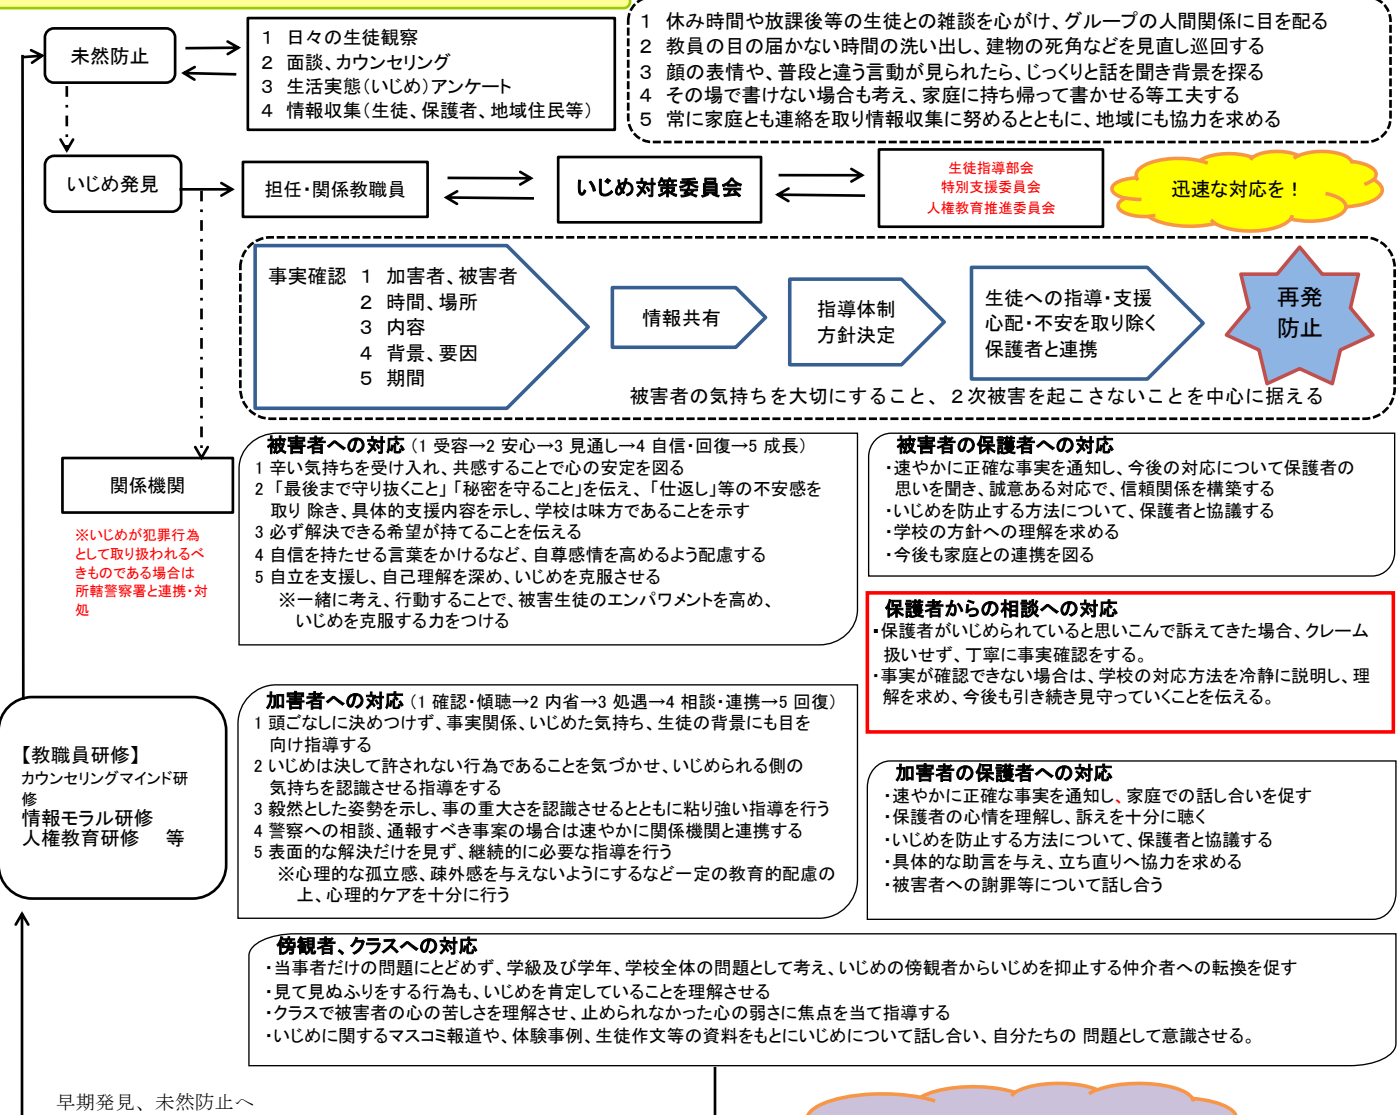 未然防止
1 日々の生徒観察
2 面談、カウンセリング
3 生活実態(いじめ)アンケート
4 情報収集(生徒、保護者、地域住民等)
1 休み時間や放課後等の生徒との雑談を心がけ、グループの人間関係に目を配る
2 教員の目の届かない時間の洗い出し、建物の死角などを見直し巡回する
3 顔の表情や、普段と違う言動が見られたら、じっくりと話を聞き背景を探る
4 その場で書けない場合も考え、家庭に持ち帰って書かせる等工夫する
5 常に家庭とも連絡を取り情報収集に努めるとともに、地域にも協力を求める
いじめ発見
担任・関係教職員
いじめ対策委員会
生徒指導部会
特別支援委員会
人権教育推進委員会
迅速な対応を!
事実確認 1 加害者、被害者
2 時間、場所
3 内容
4 背景、要因
5 期間
情報共有
指導体制
方針決定
生徒への指導・支援
心配・不安を取り除く
保護者と連携
再発
防止
被害者の気持ちを大切にすること、2次被害を起こさないことを中心に据える
関係機関
※いじめが犯罪行為
として取り扱われるべ
きものである場合は
所轄警察署と連携・対
処
被害者への対応(1 受容→2 安心→3 見通し→4 自信・回復→5 成長)
1 辛い気持ちを受け入れ、共感することで心の安定を図る
2 「最後まで守り抜くこと」「秘密を守ること」を伝え、「仕返し」等の不安感を
取り 除き、具体的支援内容を示し、学校は味方であることを示す
3 必ず解決できる希望が持てることを伝える
4 自信を持たせる言葉をかけるなど、自尊感情を高めるよう配慮する
5 自立を支援し、自己理解を深め、いじめを克服させる
※一緒に考え、行動することで、被害生徒のエンパワメントを高め、
いじめを克服する力をつける
被害者の保護者への対応
・速やかに正確な事実を通知し、今後の対応について保護者の
思いを聞き、誠意ある対応で、信頼関係を構築する
・いじめを防止する方法について、保護者と協議する
・学校の方針への理解を求める
・今後も家庭との連携を図る
保護者からの相談への対応
・保護者がいじめられていると思いこんで訴えてきた場合、クレーム
扱いせず、丁寧に事実確認をする。
・事実が確認できない場合は、学校の対応方法を冷静に説明し、理
解を求め、今後も引き続き見守っていくことを伝える。
【教職員研修】
カウンセリングマインド研
修
情報モラル研修
人権教育研修 等
加害者への対応(1 確認・傾聴→2 内省→3 処遇→4 相談・連携→5 回復)
1 頭ごなしに決めつけず、事実関係、いじめた気持ち、生徒の背景にも目を
向け指導する
2 いじめは決して許されない行為であることを気づかせ、いじめられる側の
気持ちを認識させる指導をする
3 毅然とした姿勢を示し、事の重大さを認識させるとともに粘り強い指導を行う
4 警察への相談、通報すべき事案の場合は速やかに関係機関と連携する
5 表面的な解決だけを見ず、継続的に必要な指導を行う
※心理的な孤立感、疎外感を与えないようにするなど一定の教育的配慮の
上、心理的ケアを十分に行う
加害者の保護者への対応
・速やかに正確な事実を通知し、家庭での話し合いを促す
・保護者の心情を理解し、訴えを十分に聴く
・いじめを防止する方法について、保護者と協議する
・具体的な助言を与え、立ち直りへ協力を求める
・被害者への謝罪等について話し合う
傍観者、クラスへの対応
・当事者だけの問題にとどめず、学級及び学年、学校全体の問題として考え、いじめの傍観者からいじめを抑止する仲介者への転換を促す
・見て見ぬふりをする行為も、いじめを肯定していることを理解させる
・クラスで被害者の心の苦しさを理解させ、止められなかった心の弱さに焦点を当て指導する
・いじめに関するマスコミ報道や、体験事例、生徒作文等の資料をもとにいじめについて話し合い、自分たちの 問題として意識させる。
早期発見、未然防止へ